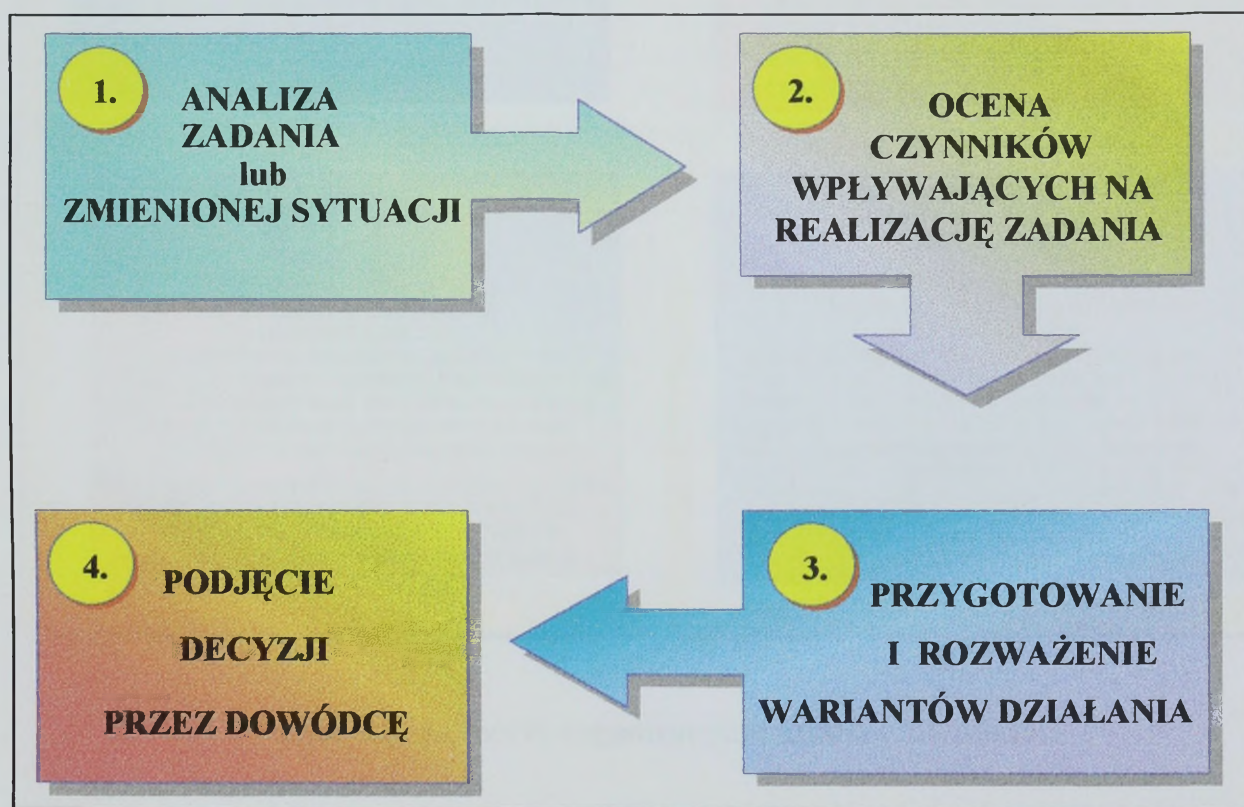 1.
ANALIZA
ZADANIA
lub
ZMIENIONEJ SYTUACJI
2.
OCENA
CZYNNIKÓW
WPŁYWAJĄCYCH NA
REALIZACJĘ ZADANIA
3.
PRZYGOTOWANIE
I ROZWAŻENIE
WARIANTÓW DZIAŁANIA
4.
PODJĘCIE
DECYZJI
PRZEZ DOWÓDCĘ